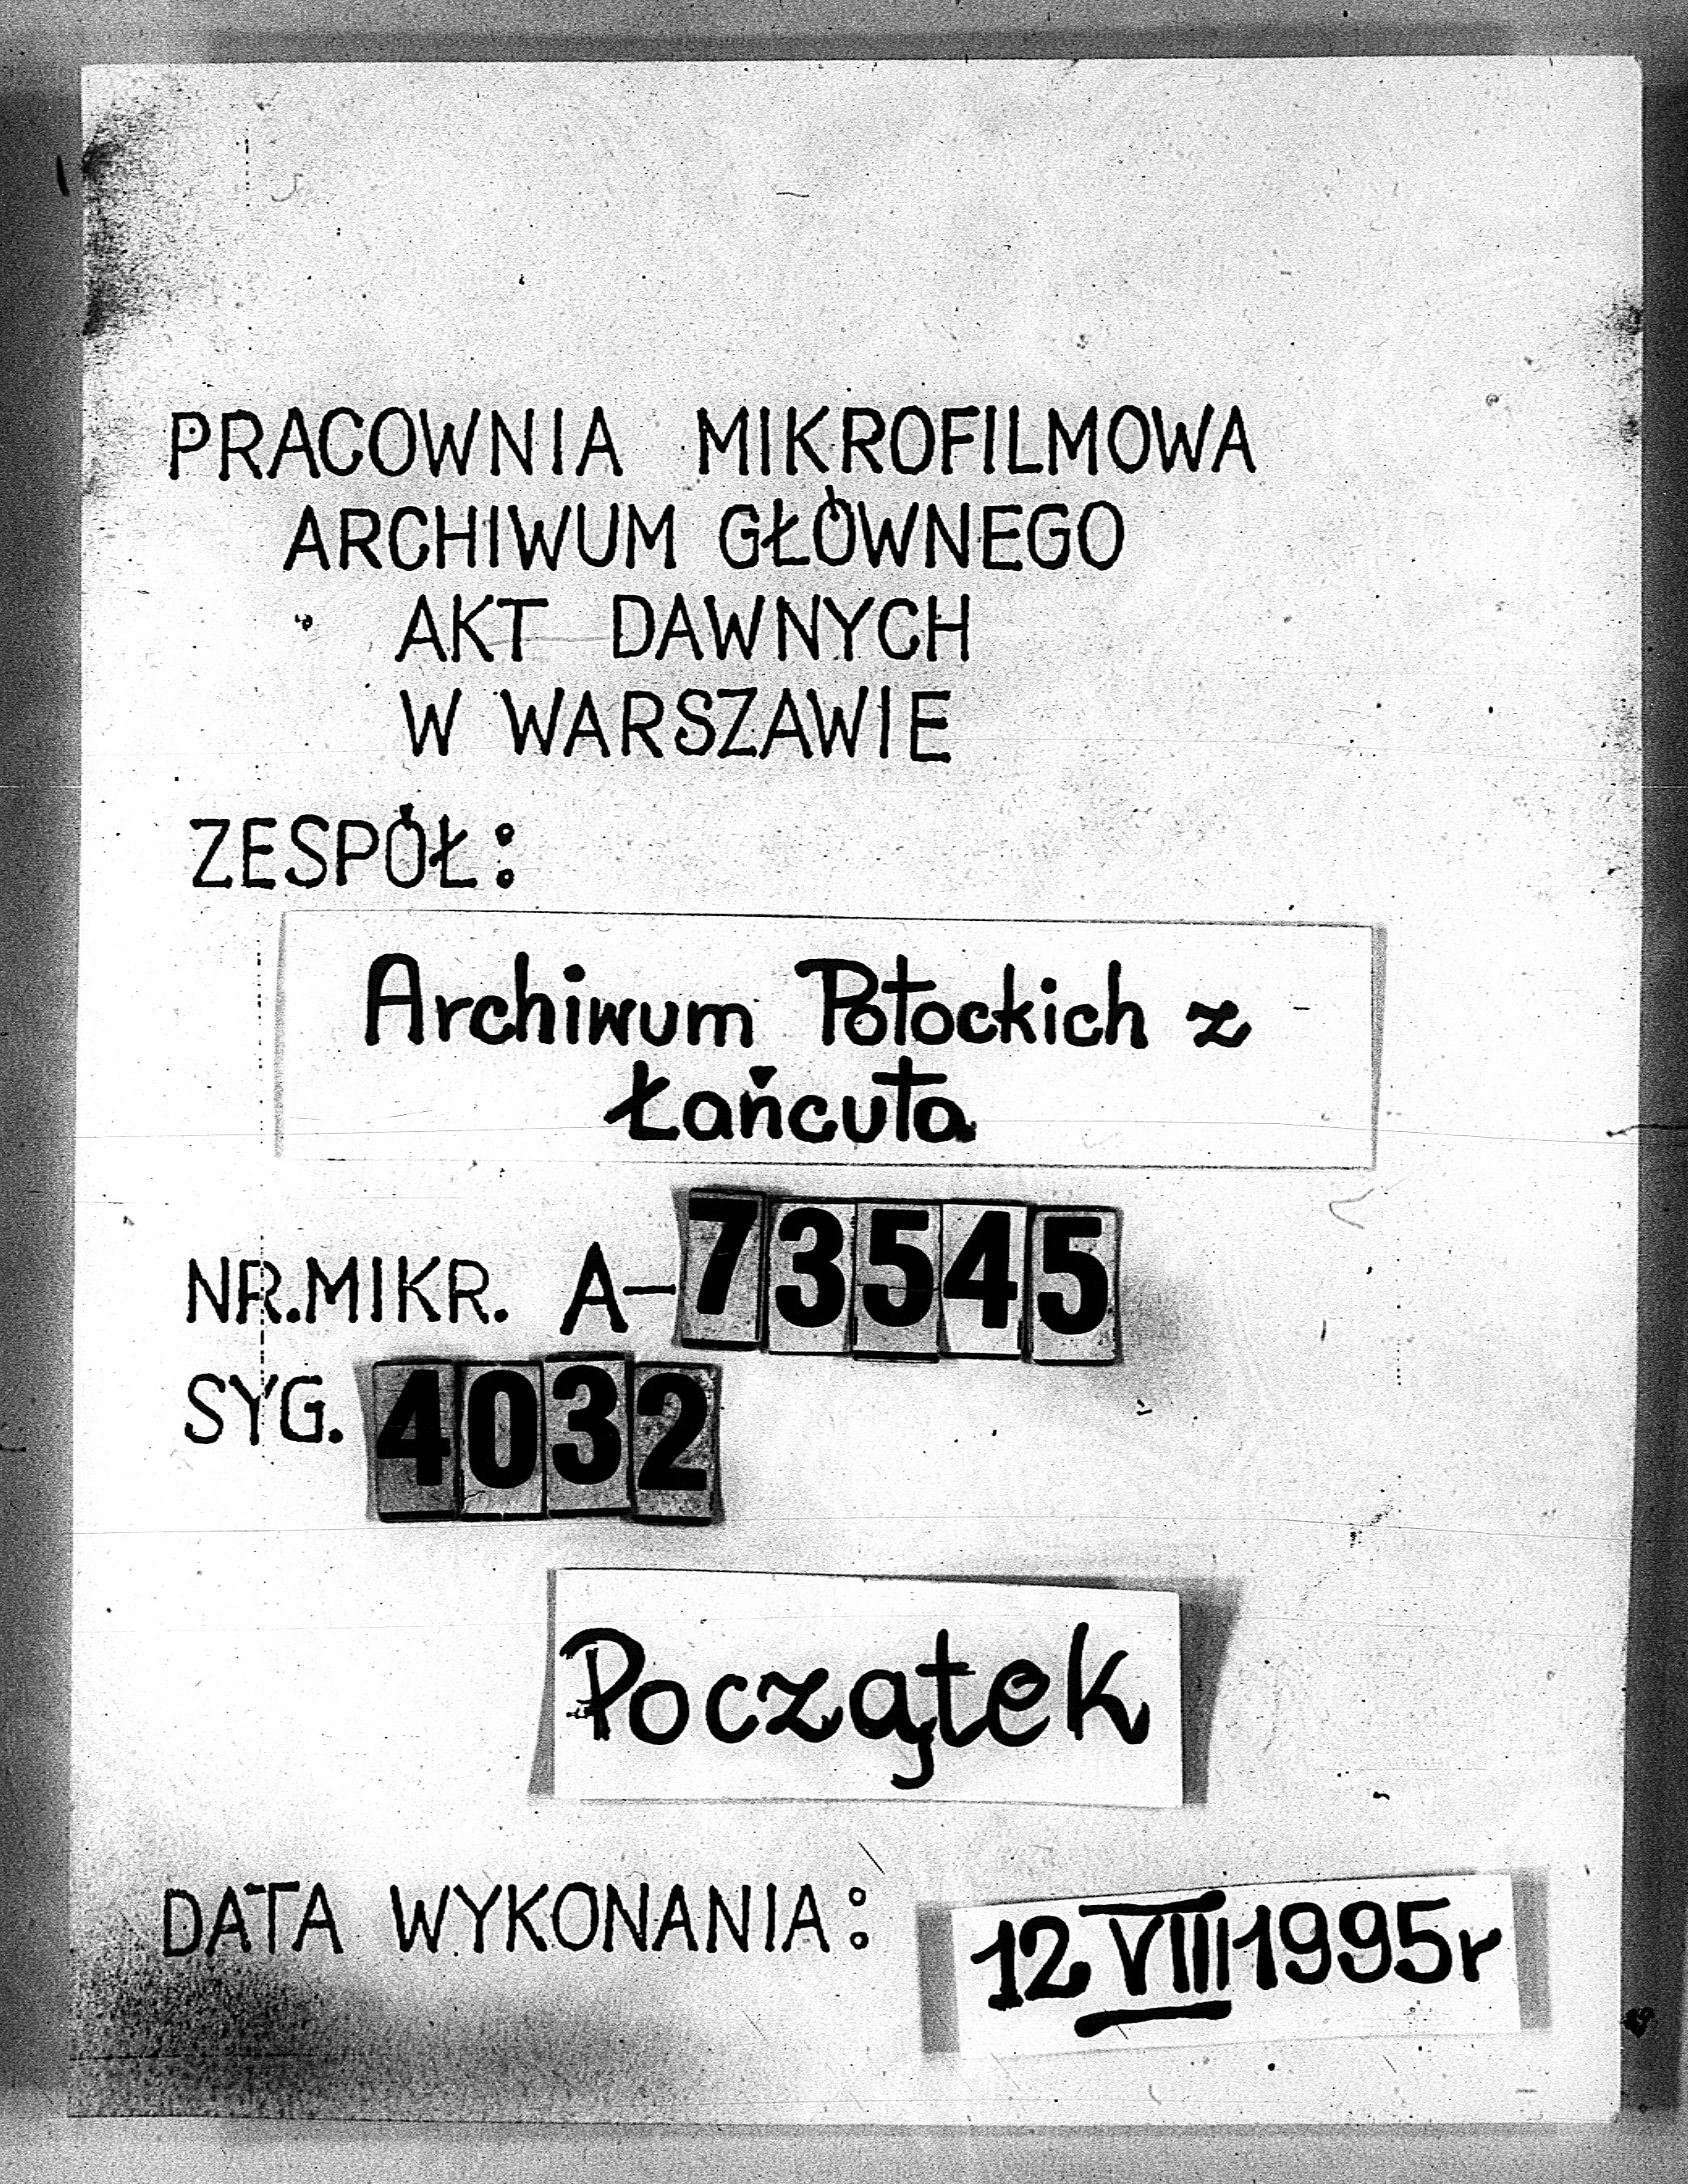 PRACOWNIA MIKROFILMOWA
ARCHIWUM GŁÓWNEGO
AKT DAWNYCH
W WARSZAWIE
ZESPÓŁ:
Archiwum Potockich z
Łańcuta
NR.MIKR. A-73545
SYG. 4032
Początek
DATA WYKONANIA: 12 VIII 1995r